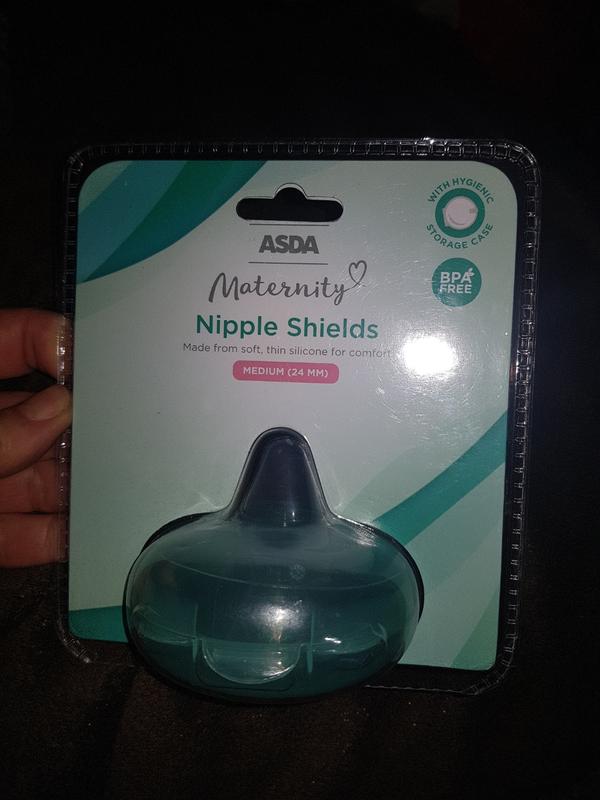 WITH HYGIENIC
STORAGE CASE
ASDA
BPA
FREE
Maternity
Nipple Shields
Made from soft, thin silicone for comfort
MEDIUM (24 MM)